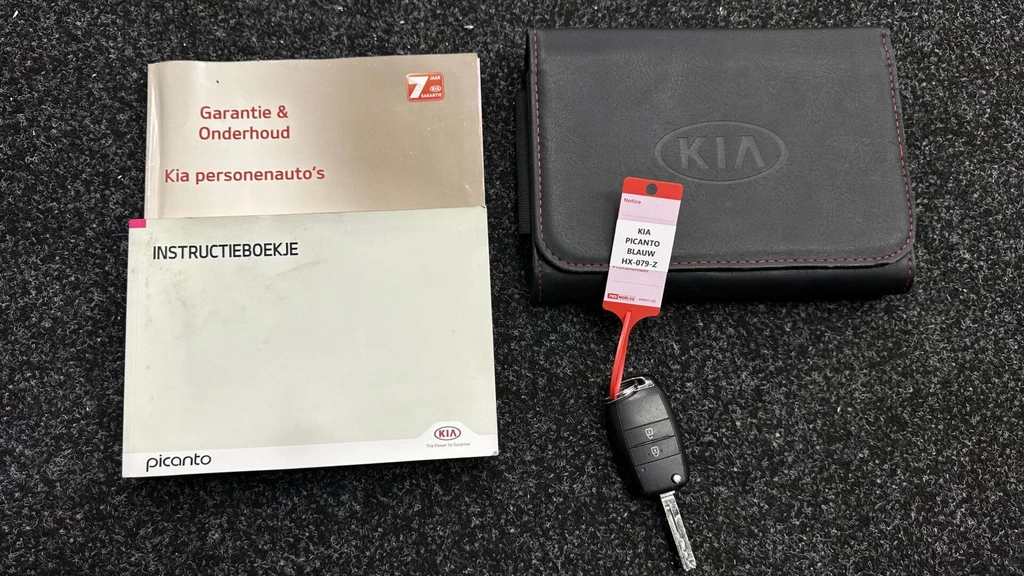 Garantie &
Onderhoud
Kia personenauto's
7 JAAR
KIA
GARANTIE
INSTRUCTIEBOEKJE
KIA
The Power to Surprise
picanto
KIA
Notice
KIA
PICANTO
BLAUW
HX-079-Z